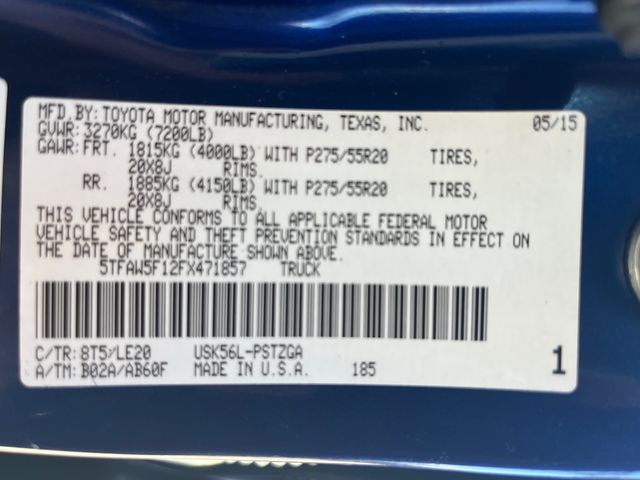 MFD.BY:TOYOTA MOTOR MANUFACTURING, TEXAS, INC. 05/15
GVWR:3270KG (7200LB)
GAWR:FRT. 1815KG (4000LB) WITH P275/55R20 TIRES,
20X8J RIMS.
RR. 1885KG (4150LB) WITH P275/55R20 TIRES,
20X8J RIMS.
THIS VEHICLE CONFORMS TO ALL APPLICABLE FEDERAL MOTOR
VEHICLE SAFETY AND THEFT PREVENTION STANDARDS IN EFFECT ON
THE DATE OF MANUFACTURE SHOWN ABOVE.
5TFAW5F12FX471857 TRUCK
C/TR:8T5/LE20 USK56L-PSTZGA
A/TM:B02A/AB60F MADE IN U.S.A. 185 1